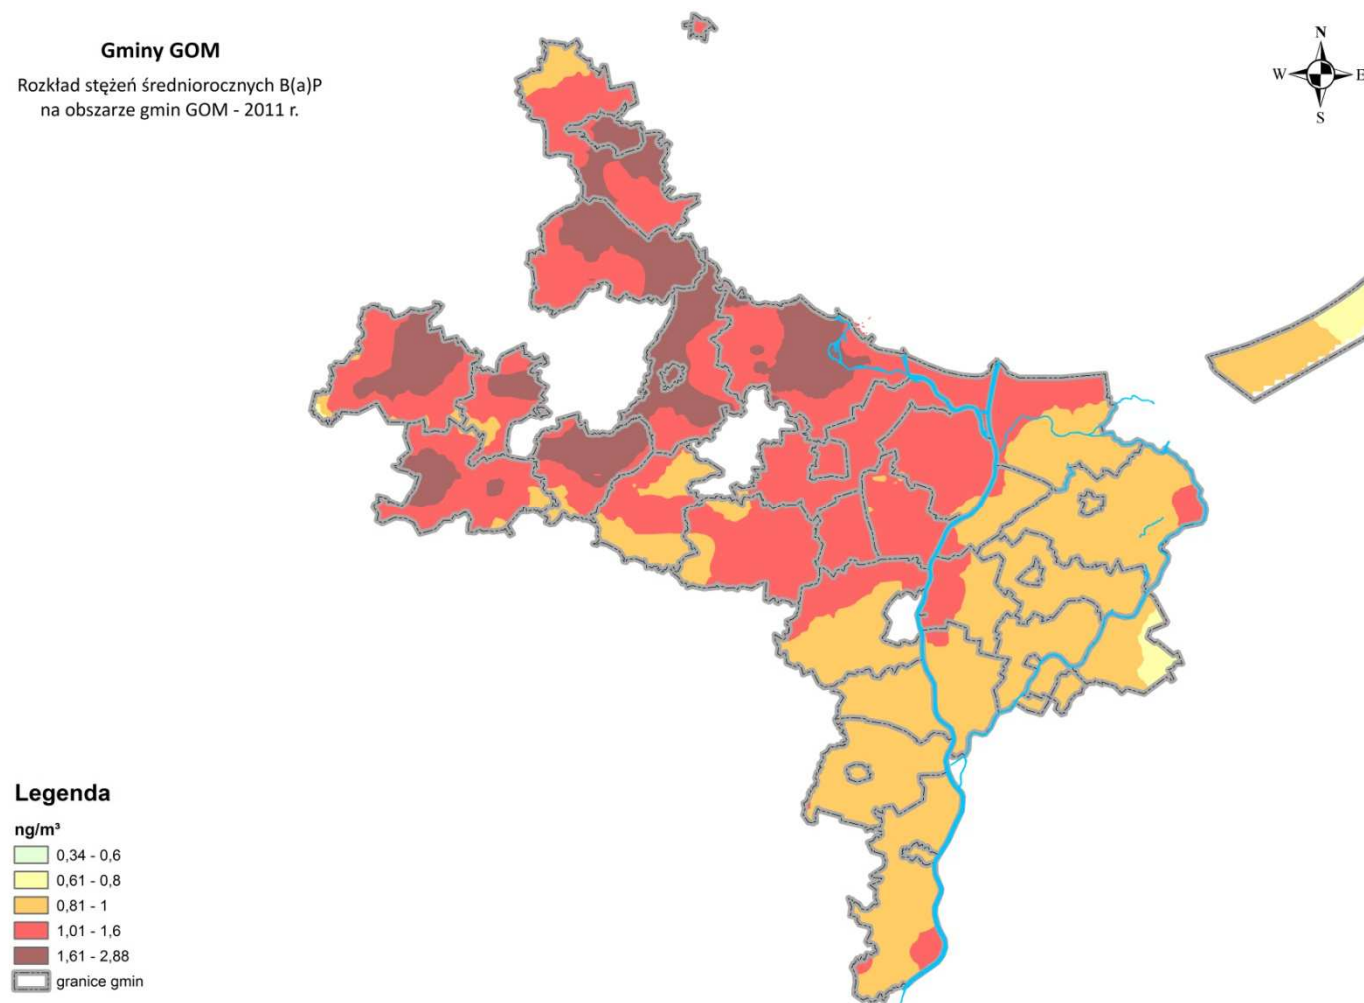 Gminy GOM
Rozkład stężeń średniorocznych B(a)P
na obszarze gmin GOM - 2011 r.
N
W E
S
Legenda
ng/m³
0,34 - 0,6
0,61 - 0,8
0,81 - 1
1,01 - 1,6
1,61 - 2,88
granice gmin